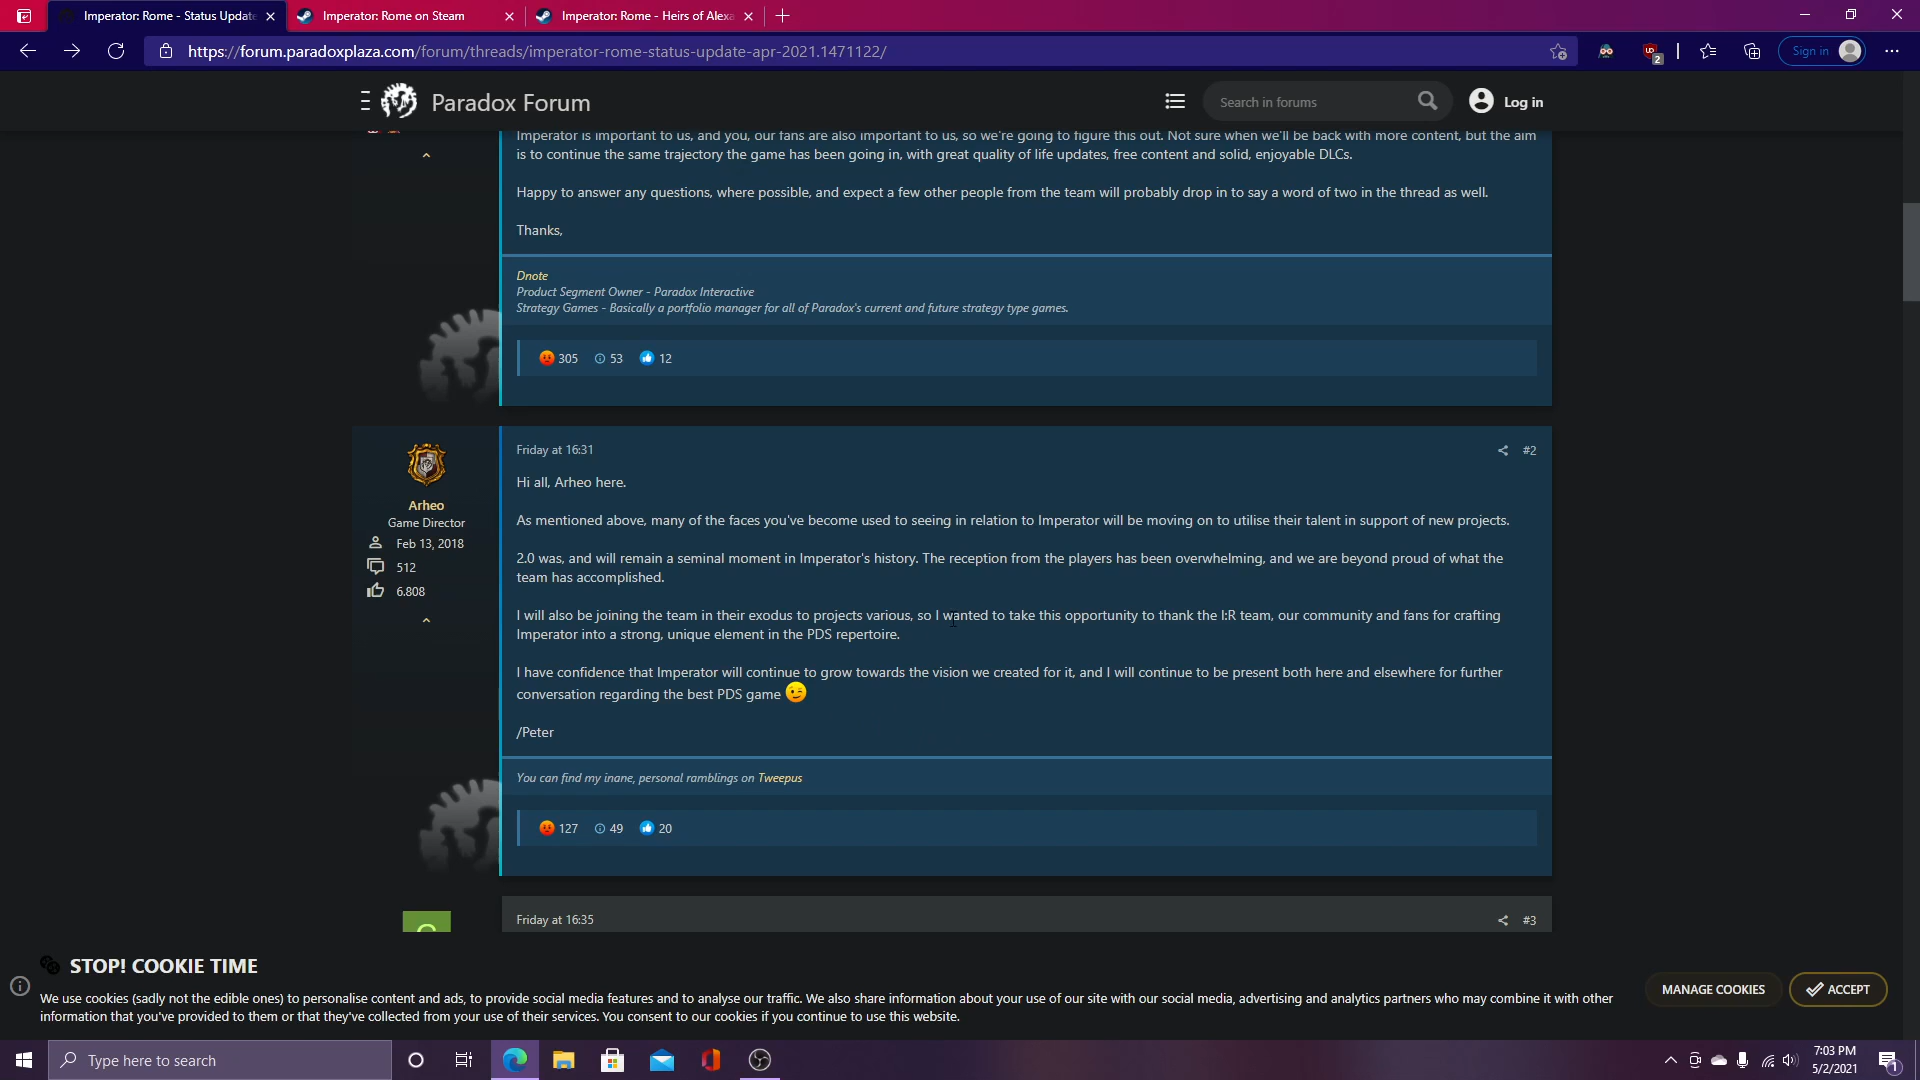 Imperator: Rome - Status Update
Imperator: Rome on Steam
Imperator: Rome - Heirs of Alexa
https://forum.paradoxplaza.com/forum/threads/imperator-rome-status-update-apr-2021.1471122/
2
Sign in
Paradox Forum
Search in forums
Log in
Imperator is important to us, and you, our fans are also important to us, so we're going to figure this out. Not sure when we'll be back with more content, but the aim
is to continue the same trajectory the game has been going in, with great quality of life updates, free content and solid, enjoyable DLCs.
Happy to answer any questions, where possible, and expect a few other people from the team will probably drop in to say a word of two in the thread as well.
Thanks,
Dnote
Product Segment Owner - Paradox Interactive
Strategy Games - Basically a portfolio manager for all of Paradox's current and future strategy type games.
305 53 12
Arheo
Game Director
Feb 13, 2018
512
6.808
Friday at 16:31
#2
Hi all, Arheo here.
As mentioned above, many of the faces you've become used to seeing in relation to Imperator will be moving on to utilise their talent in support of new projects.
2.0 was, and will remain a seminal moment in Imperator's history. The reception from the players has been overwhelming, and we are beyond proud of what the
team has accomplished.
I will also be joining the team in their exodus to projects various, so I wanted to take this opportunity to thank the I:R team, our community and fans for crafting
Imperator into a strong, unique element in the PDS repertoire.
I have confidence that Imperator will continue to grow towards the vision we created for it, and I will continue to be present both here and elsewhere for further
conversation regarding the best PDS game
/Peter
You can find my inane, personal ramblings on Tweepus
127 49 20
Friday at 16:35
#3
STOP! COOKIE TIME
We use cookies (sadly not the edible ones) to personalise content and ads, to provide social media features and to analyse our traffic. We also share information about your use of our site with our social media, advertising and analytics partners who may combine it with other
information that you've provided to them or that they've collected from your use of their services. You consent to our cookies if you continue to use this website.
MANAGE COOKIES
ACCEPT
Type here to search
7:03 PM
5/2/2021
1